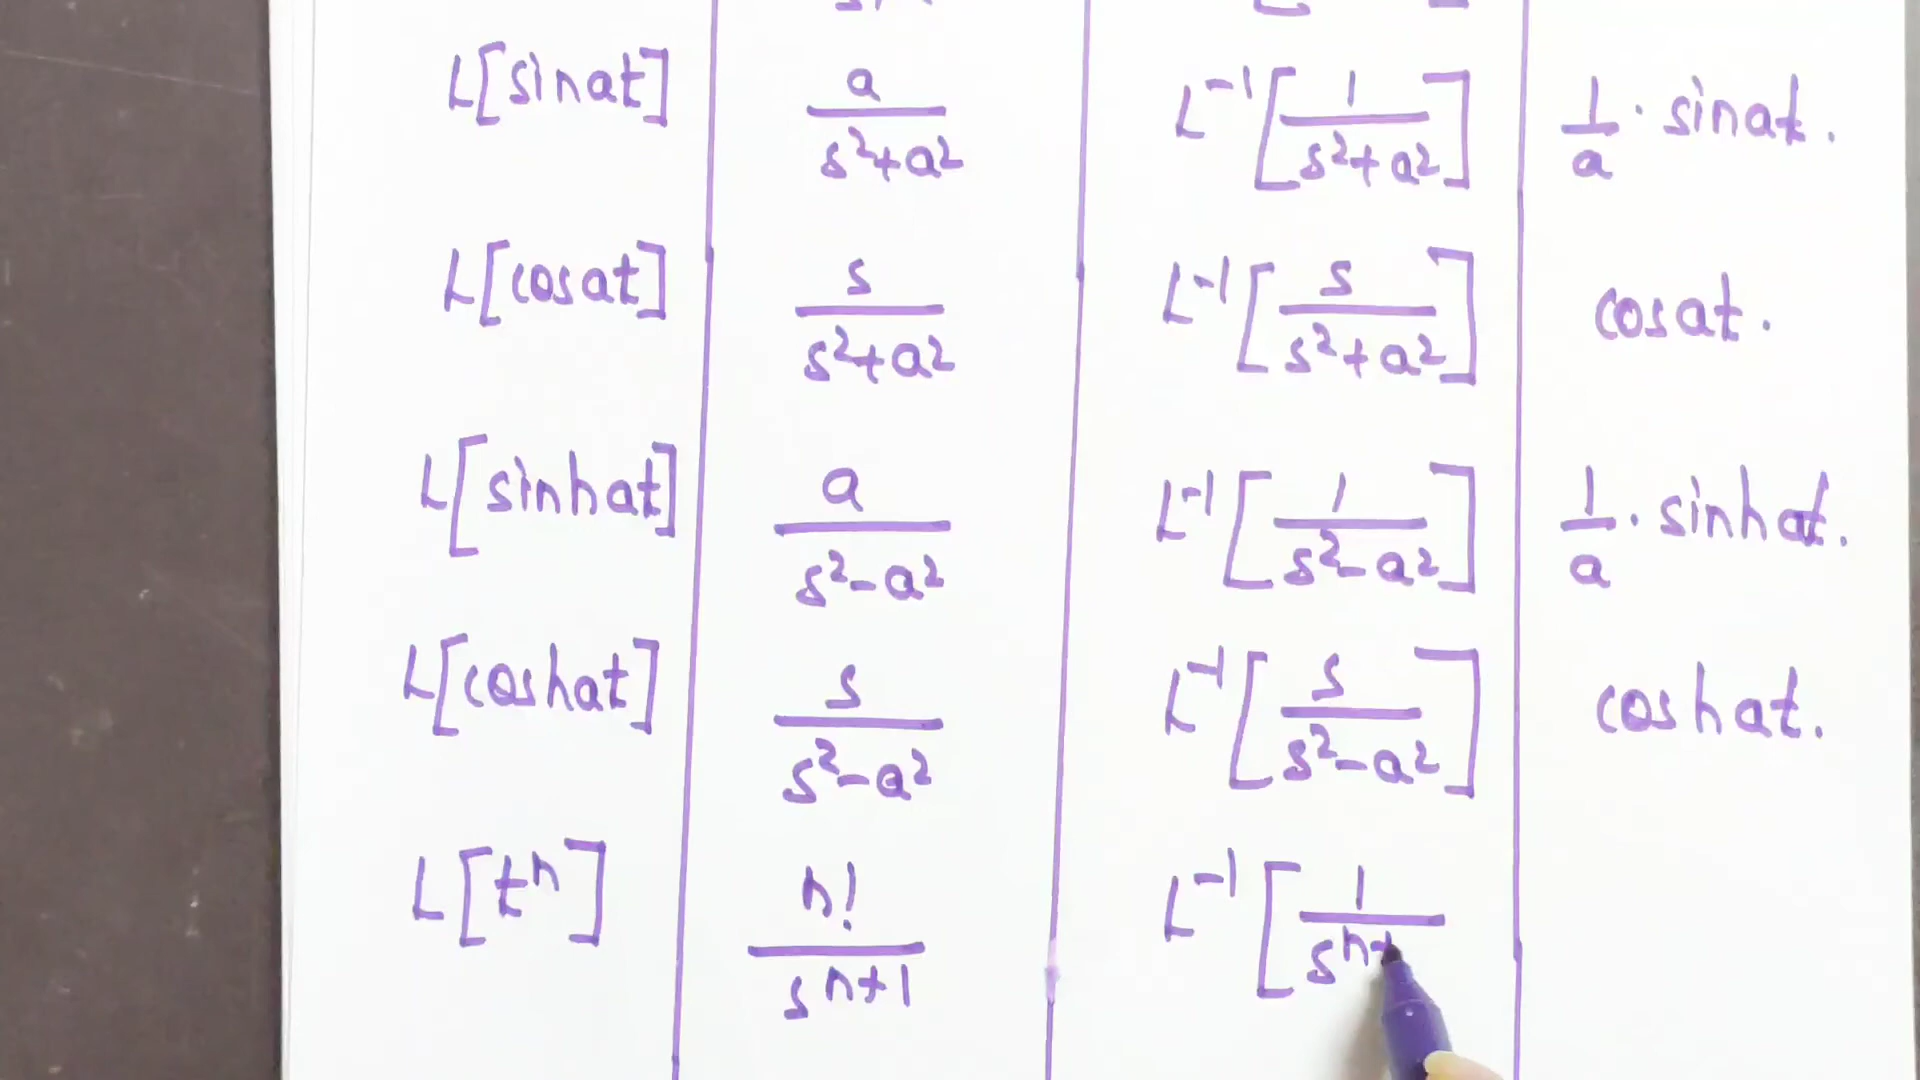 L[sinat] a/(s²+a²) L⁻¹[1/(s²+a²)] 1/a · sinat.
L[cosat] s/(s²+a²) L⁻¹[s/(s²+a²)] cosat.
L[sinhat] a/(s²-a²) L⁻¹[1/(s²-a²)] 1/a · sinhat.
L[coshat] s/(s²-a²) L⁻¹[s/(s²-a²)] coshat.
L[tⁿ] n!/sⁿ⁺¹ L⁻¹[1/sⁿ⁺